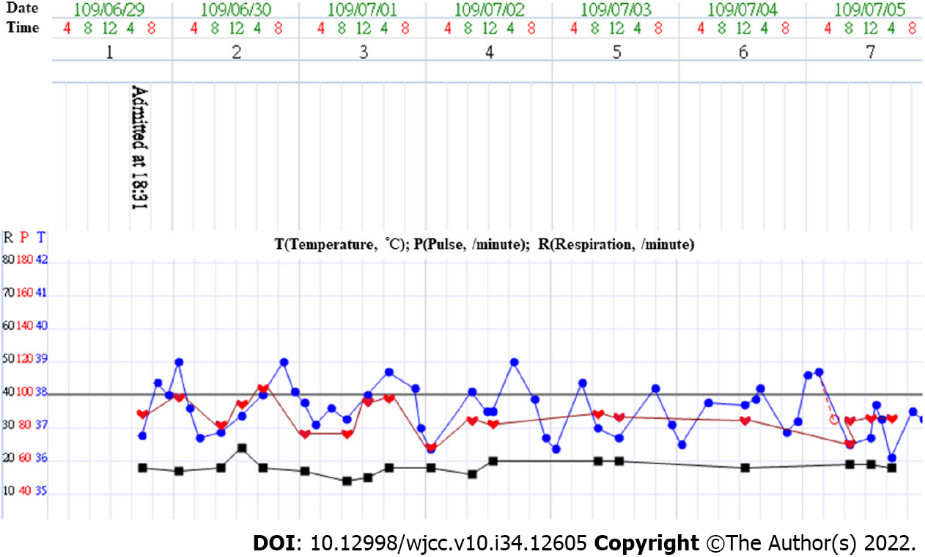 Date 109/06/29 109/06/30 109/07/01 109/07/02 109/07/03 109/07/04 109/07/05
Time 4 8 12 4 8 4 8 12 4 8 4 8 12 4 8 4 8 12 4 8 4 8 12 4 8 4 8 12 4 8 4 8 12 4 8
1 2 3 4 5 6 7
Admitted at 18:31
R P T
T(Temperature, °C); P(Pulse, /minute); R(Respiration, /minute)
80 180 42
70 160 41
60 140 40
50 120 39
40 100 38
30 80 37
20 60 36
10 40 35
DOI: 10.12998/wjcc.v10.i34.12605 Copyright ©The Author(s) 2022.